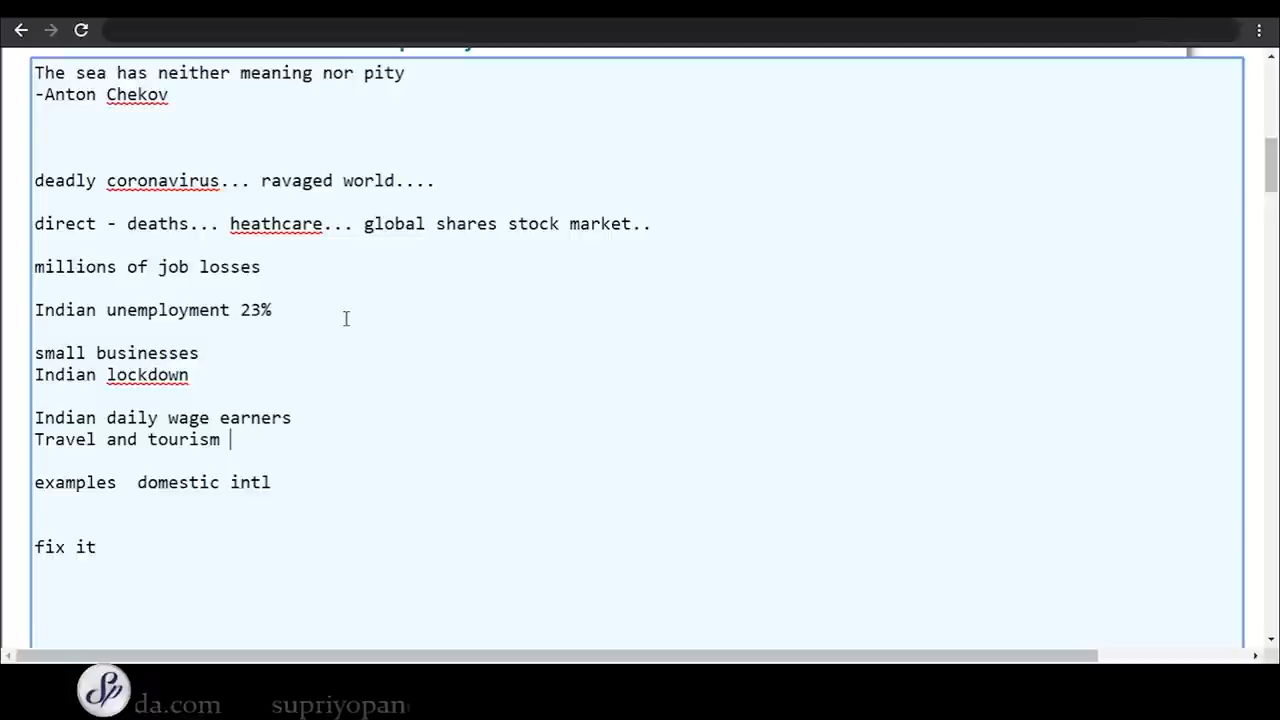 The sea has neither meaning nor pity
-Anton Chekov
deadly coronavirus... ravaged world....
direct - deaths... heathcare... global shares stock market..
millions of job losses
Indian unemployment 23%
small businesses
Indian lockdown
Indian daily wage earners
Travel and tourism
examples  domestic intl
fix it
Sp da.com supriyopan